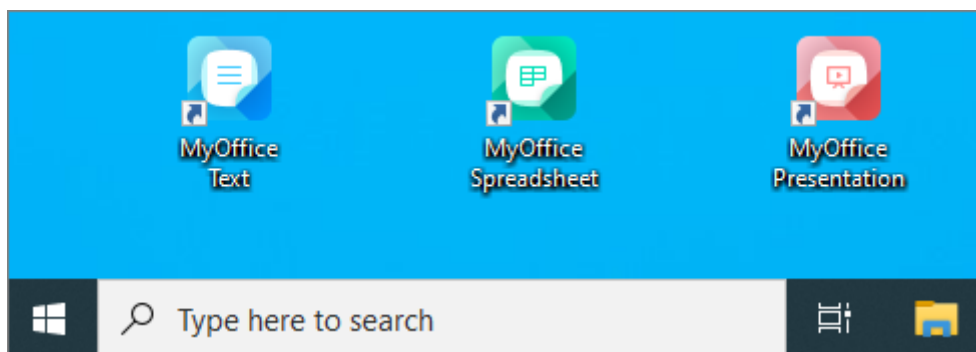 MyOffice
Text
MyOffice
Spreadsheet
MyOffice
Presentation
Type here to search